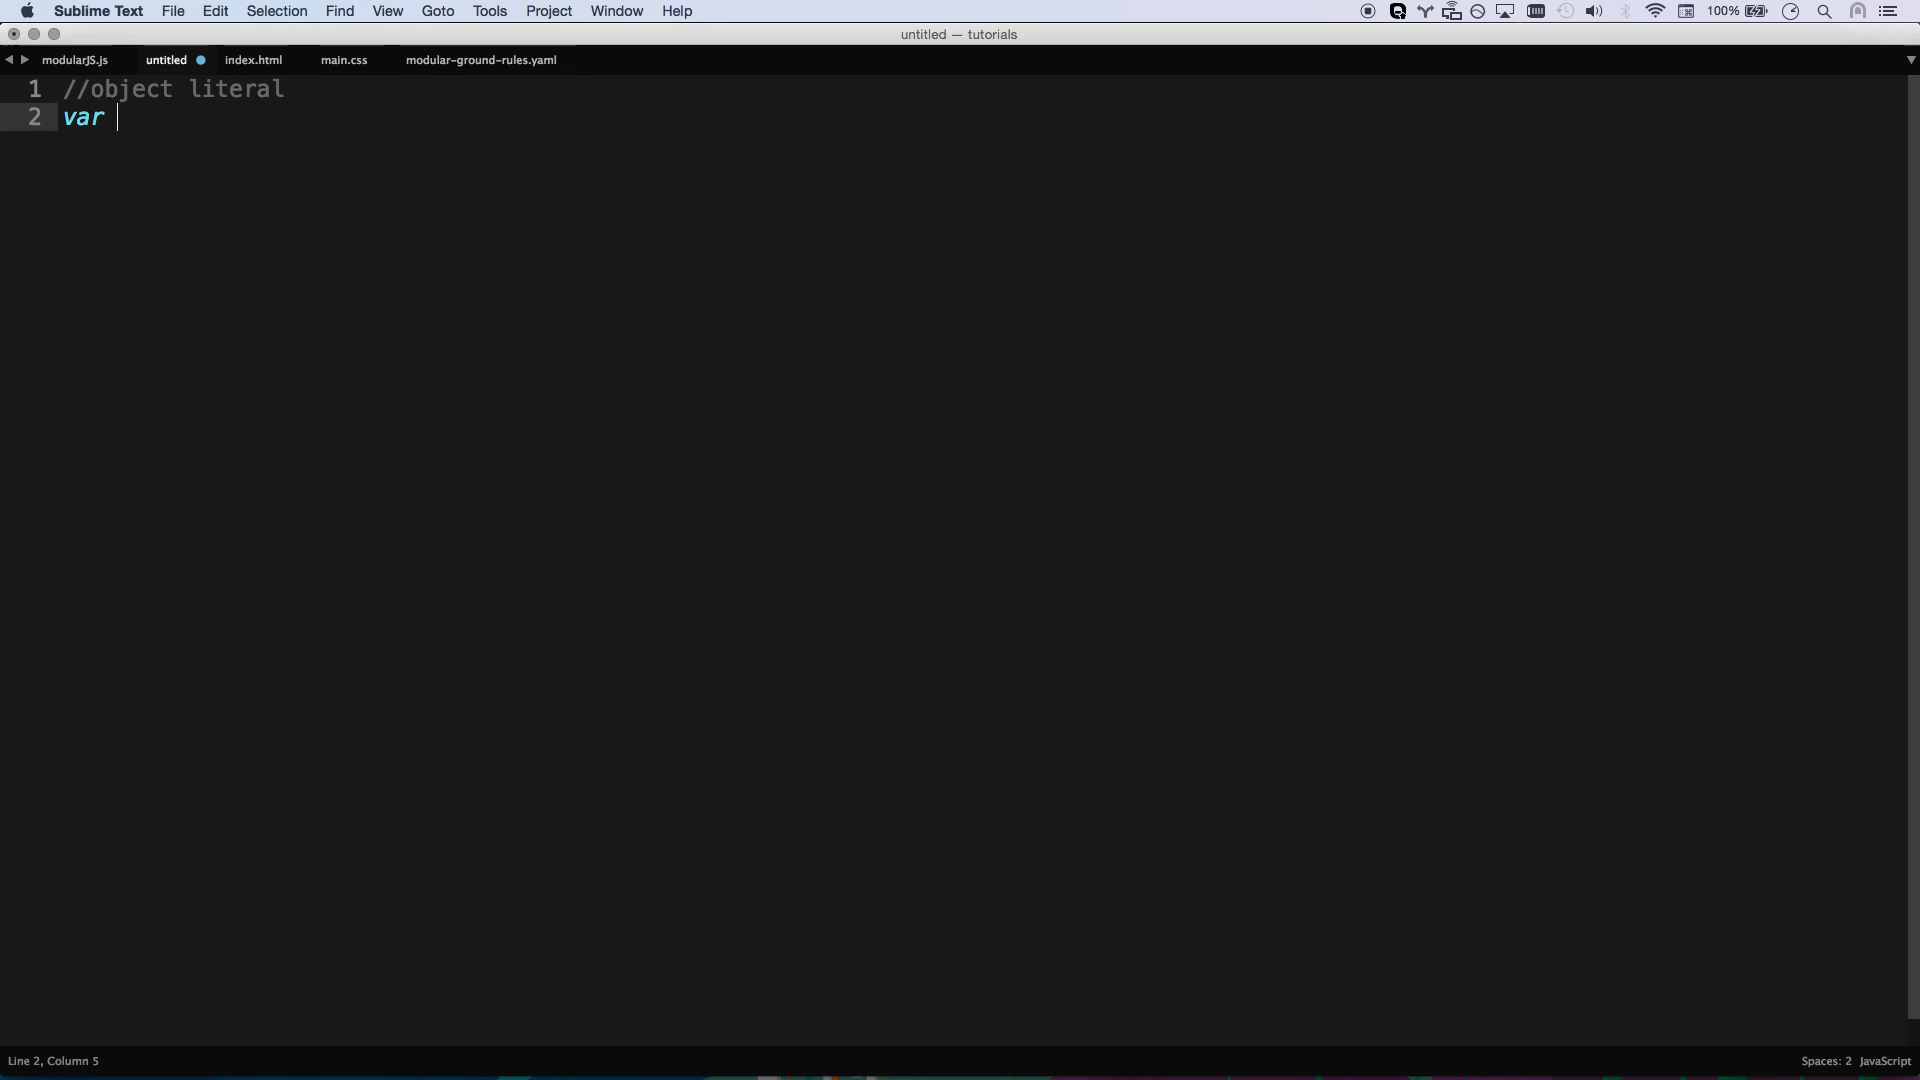 Sublime Text File Edit Selection Find View Goto Tools Project Window Help 100%
untitled — tutorials
modularJS.js untitled index.html main.css modular-ground-rules.yaml
1 //object literal
2 var
Line 2, Column 5 Spaces: 2 JavaScript